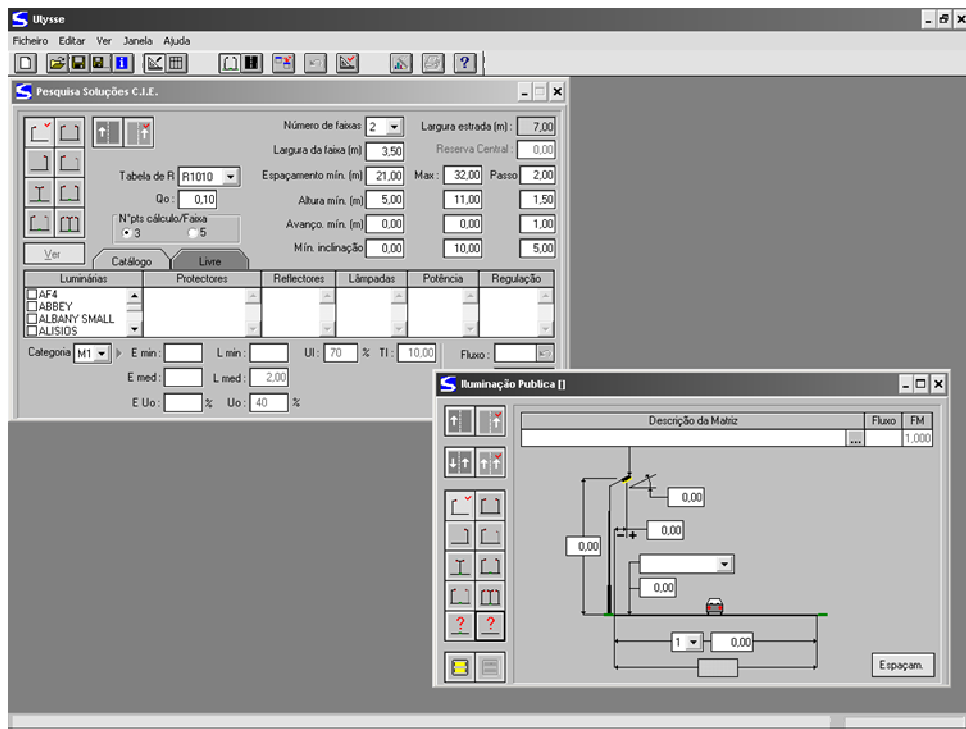 Ulysse
Ficheiro Editar Ver Janela Ajuda
Pesquisa Soluções C.I.E.
Número de faixas 2 Largura estrada (m) : 7,00
Largura da faixa (m) 3,50 Reserva Central : 0,00
Tabela de R R1010 Espaçamento mín. (m) 21,00 Max : 32,00 Passo 2,00
Qo : 0,10 Altura mín. (m) 5,00 11,00 1,50
N°pts cálculo/Faixa Avanço. mín. (m) 0,00 0,00 1,00
3 5 Mín. inclinação 0,00 10,00 5,00
Ver Catálogo Livre
Luminárias Protectores Reflectores Lâmpadas Potência Regulação
AF4
ABBEY
ALBANY SMALL
ALISIOS
Categoria M1 E min : L min : UI : 70 % TI : 10,00 Fluxo :
E med : L med : 2,00
E Uo : % Uo : 40 %
Iluminação Publica []
Descrição da Matriz Fluxo FM
... 1,000
0,00
0,00
- +
0,00
0,00
1 0,00
Espaçam.